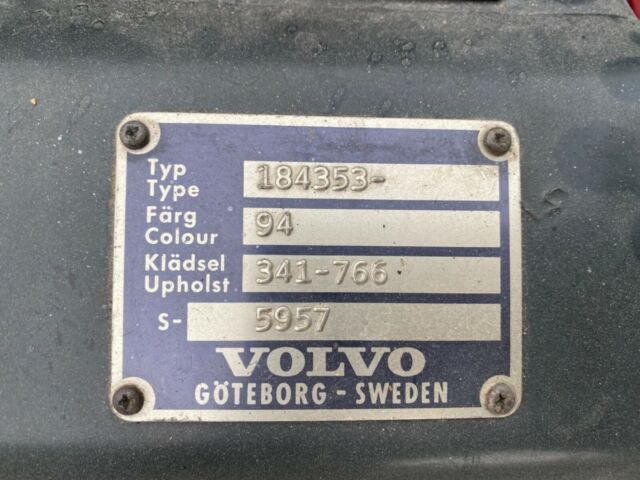 Typ
Type 184353-
Färg
Colour 94
Klädsel
Upholst 341-766
S- 5957
VOLVO
GÖTEBORG - SWEDEN